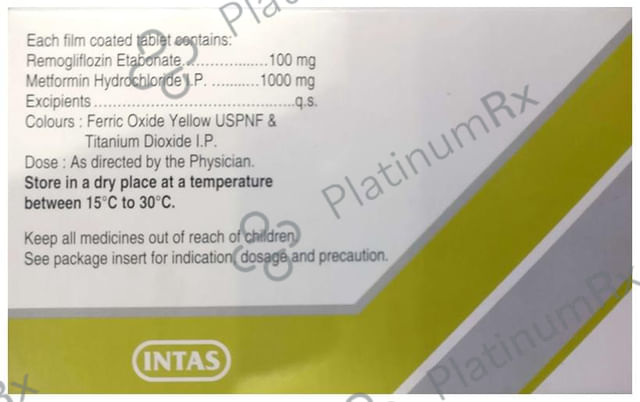 Each film coated tablet contains:
Remogliflozin Etabonate..................100 mg
Metformin Hydrochloride I.P. ...........1000 mg
Excipients................................................q.s.
Colours : Ferric Oxide Yellow USPNF &
Titanium Dioxide I.P.
Dose : As directed by the Physician.
Store in a dry place at a temperature
between 15°C to 30°C.
Keep all medicines out of reach of children.
See package insert for indication, dosage and precaution.
INTAS
PlatinumRx
PlatinumRx
Plat
Rx